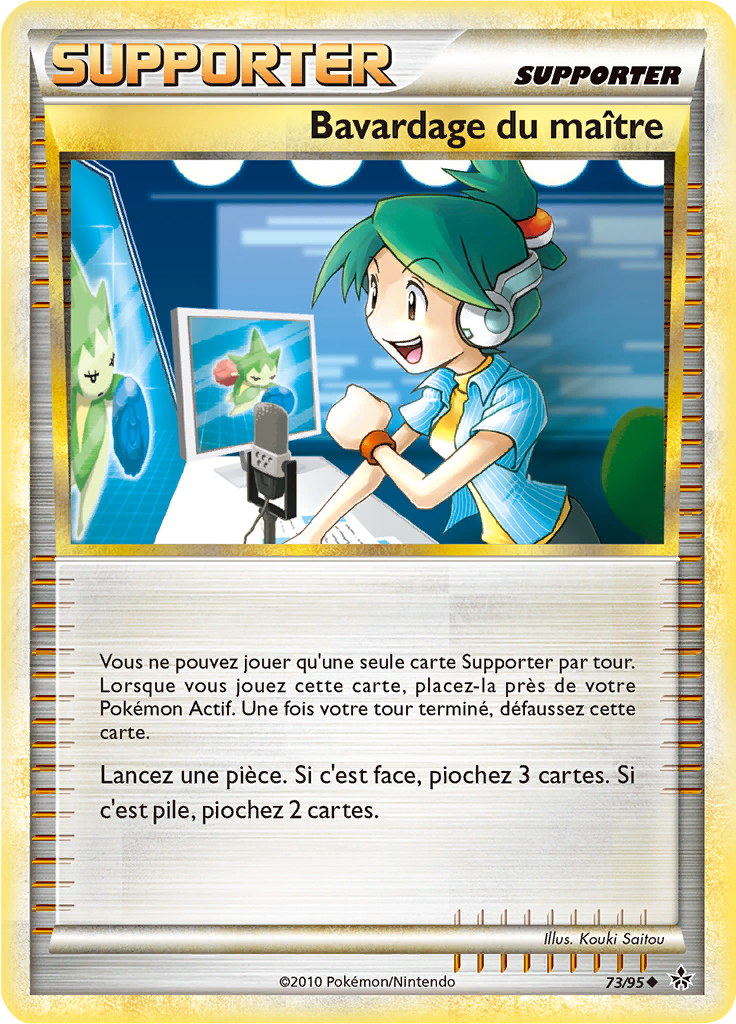 SUPPORTER
SUPPORTER
Bavardage du maître
Vous ne pouvez jouer qu'une seule carte Supporter par tour.
Lorsque vous jouez cette carte, placez-la près de votre
Pokémon Actif. Une fois votre tour terminé, défaussez cette
carte.
Lancez une pièce. Si c'est face, piochez 3 cartes. Si
c'est pile, piochez 2 cartes.
Illus. Kouki Saitou
©2010 Pokémon/Nintendo
73/95